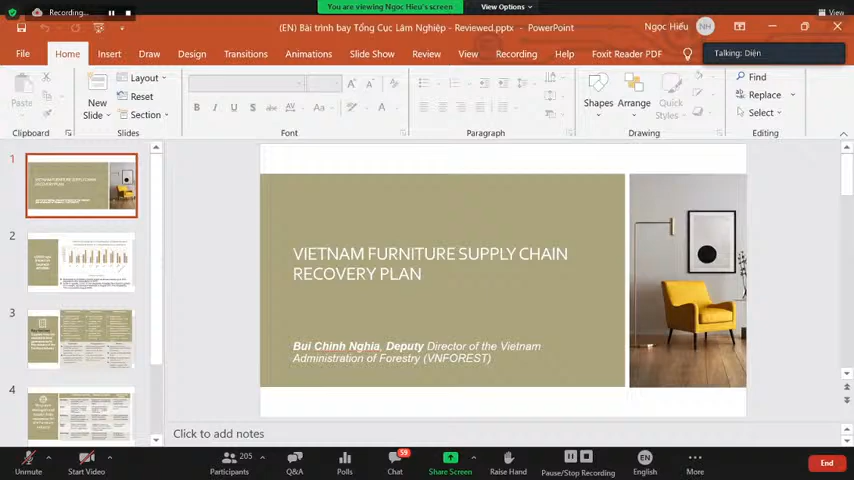 Recording...
You are viewing Ngoc Hieu's screen
View Options
View
(EN) Bài trình bay Tổng Cục Lâm Nghiệp - Reviewed.pptx - PowerPoint
Ngọc Hiếu
NH
File
Home
Insert
Draw
Design
Transitions
Animations
Slide Show
Review
View
Recording
Help
Foxit Reader PDF
Talking: Diện
Paste
New
Slide
Layout
Reset
Section
Shapes
Arrange
Quick
Styles
Find
Replace
Select
Clipboard
Slides
Font
Paragraph
Drawing
Editing
1
2
3
4
VIETNAM FURNITURE SUPPLY CHAIN
RECOVERY PLAN
Bui Chinh Nghia, Deputy Director of the Vietnam
Administration of Forestry (VNFOREST)
Click to add notes
Unmute
Start Video
205
Participants
Q&A
Polls
59
Chat
Share Screen
Raise Hand
Pause/Stop Recording
EN
English
More
End